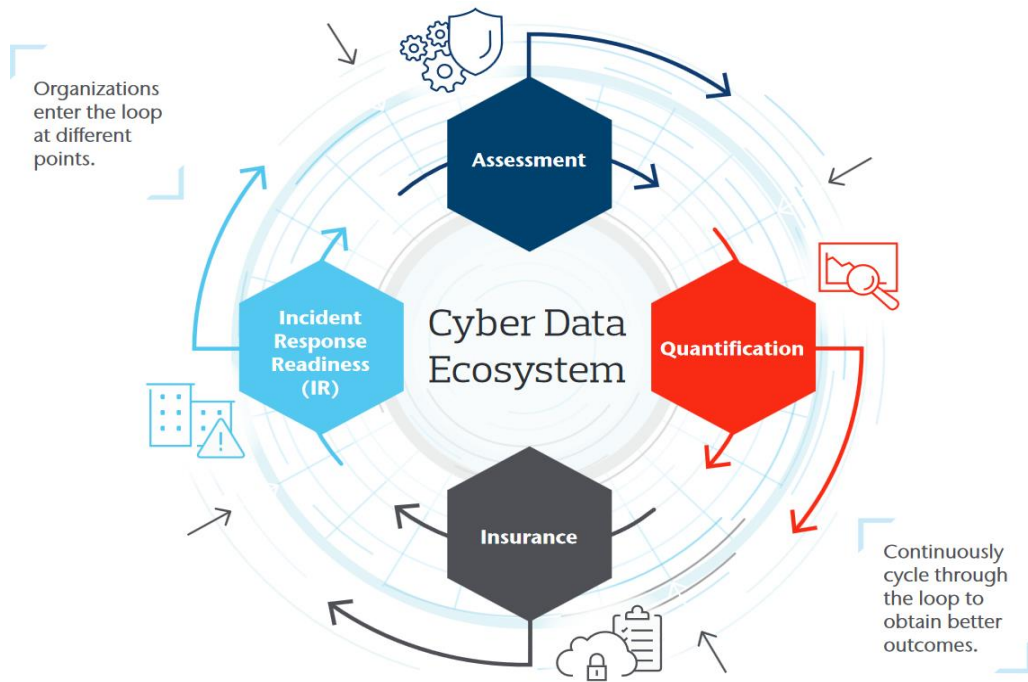 Organizations
enter the loop
at different
points.
Assessment
Incident
Response
Readiness
(IR)
Cyber Data
Ecosystem
Quantification
Insurance
Continuously
cycle through
the loop to
obtain better
outcomes.